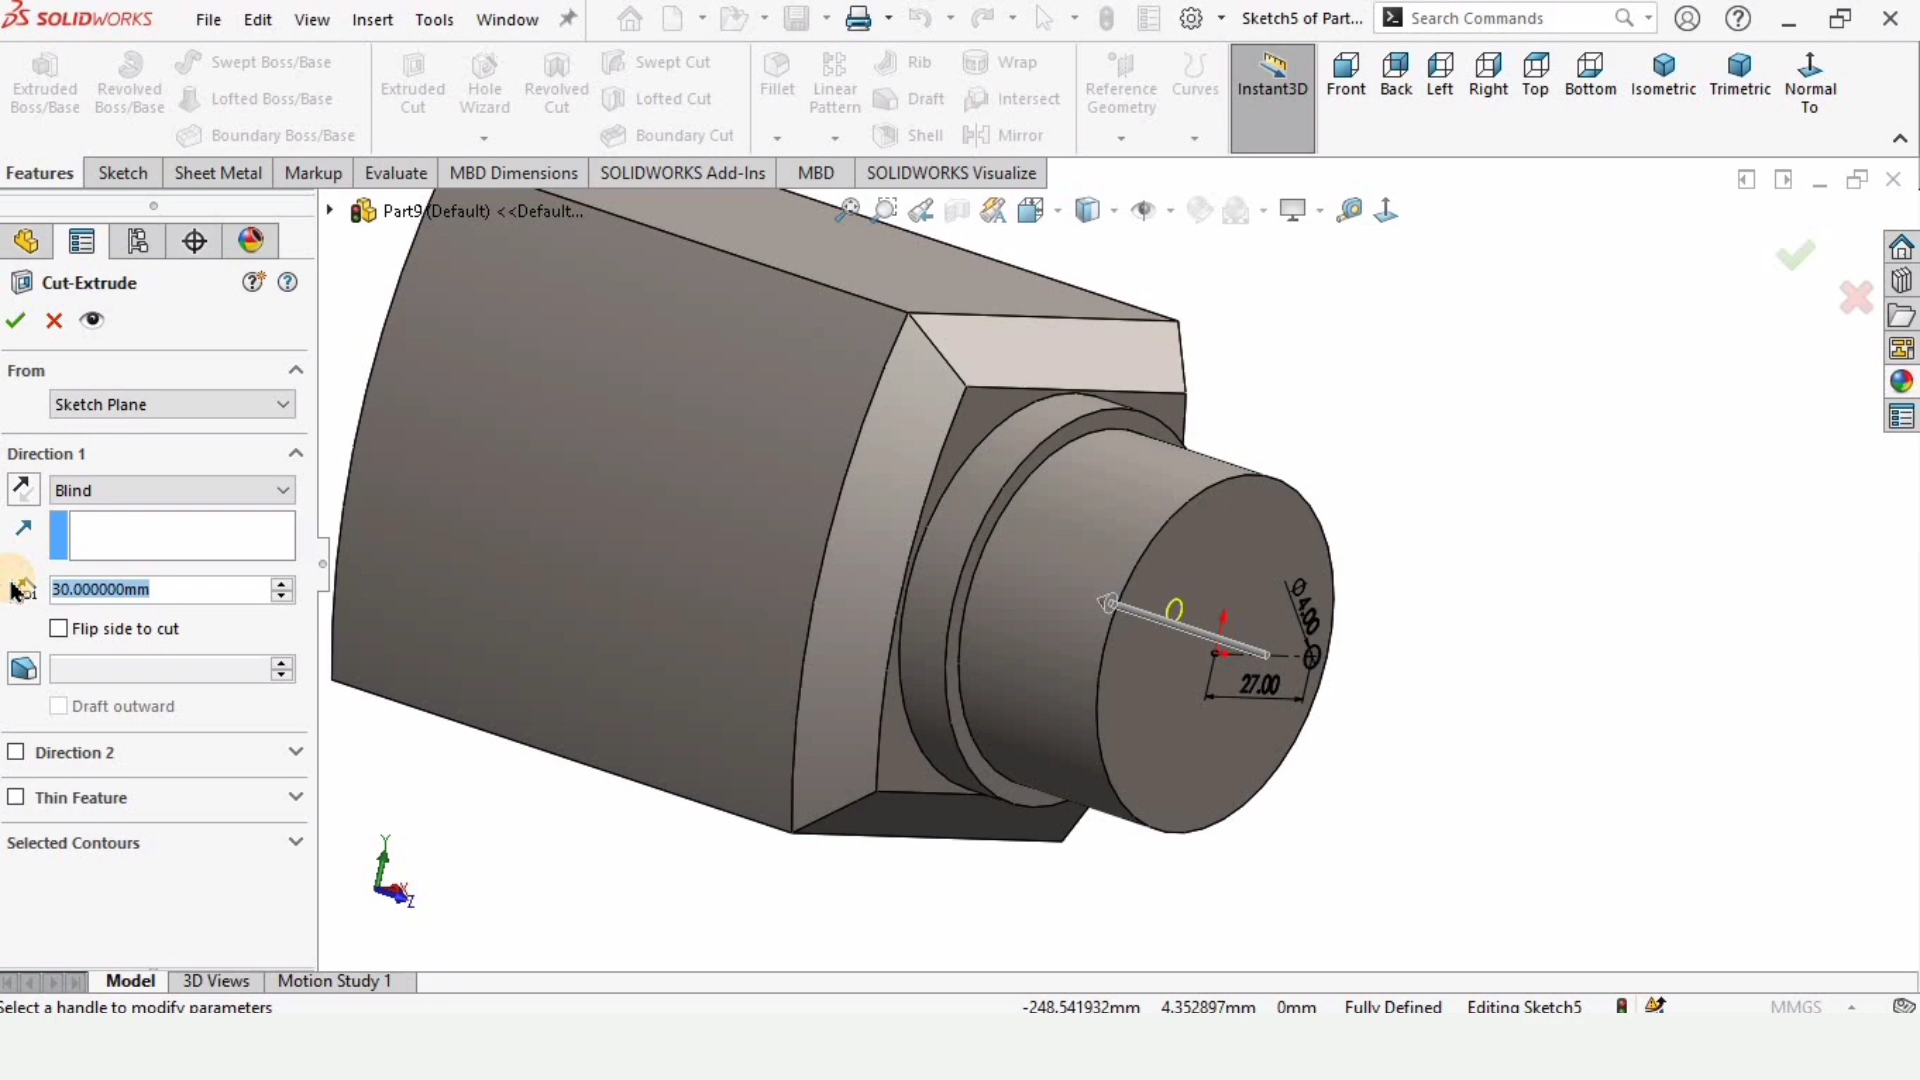 SOLIDWORKS File Edit View Insert Tools Window Sketch5 of Part... Search Commands
Extruded Boss/Base
Revolved Boss/Base
Swept Boss/Base
Lofted Boss/Base
Boundary Boss/Base
Extruded Cut
Hole Wizard
Revolved Cut
Swept Cut
Lofted Cut
Boundary Cut
Fillet
Linear Pattern
Rib
Draft
Shell
Wrap
Intersect
Mirror
Reference Geometry
Curves
Instant3D
Front Back Left Right Top Bottom Isometric Trimetric Normal To
Features Sketch Sheet Metal Markup Evaluate MBD Dimensions SOLIDWORKS Add-Ins MBD SOLIDWORKS Visualize
Part9 (Default) <<Default...
Cut-Extrude
From
Sketch Plane
Direction 1
Blind
30.000000mm
Flip side to cut
Draft outward
Direction 2
Thin Feature
Selected Contours
Ø4.00
27.00
Y
X
Z
Model 3D Views Motion Study 1
Select a handle to modify parameters -248.541932mm 4.352897mm 0mm Fully Defined Editing Sketch5 MMGS